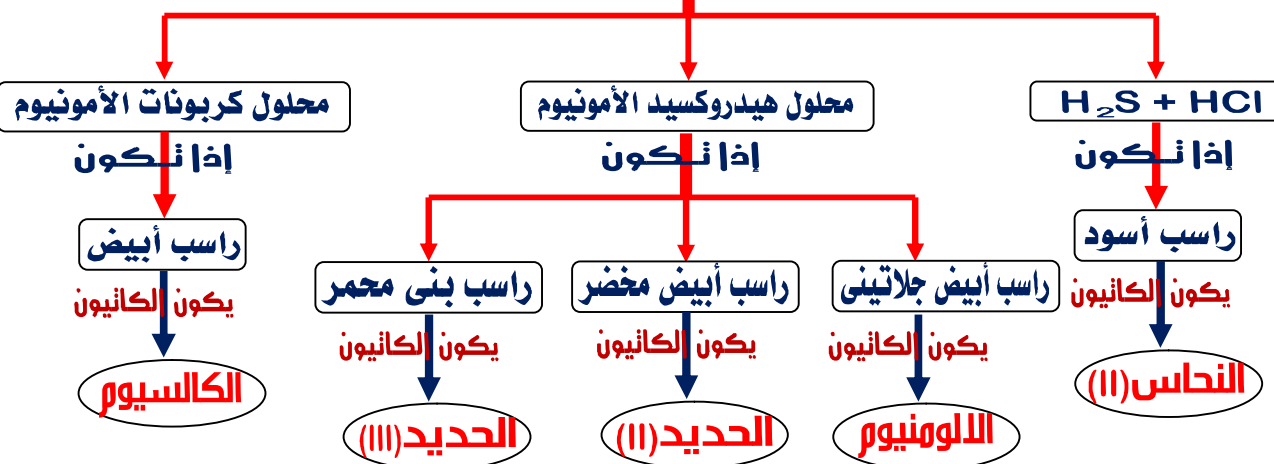 H₂S + HCl
محلول هيدروكسيد الأمونيوم
محلول كربونات الأمونيوم
إذا تكون
إذا تكون
إذا تكون
راسب أسود
راسب أبيض
راسب أبيض جلاتينى
راسب أبيض مخضر
راسب بنى محمر
يكون الكاتيون
يكون الكاتيون
يكون الكاتيون
يكون الكاتيون
يكون الكاتيون
النحاس(II)
الكالسيوم
الالومنيوم
الحديد(II)
الحديد(III)